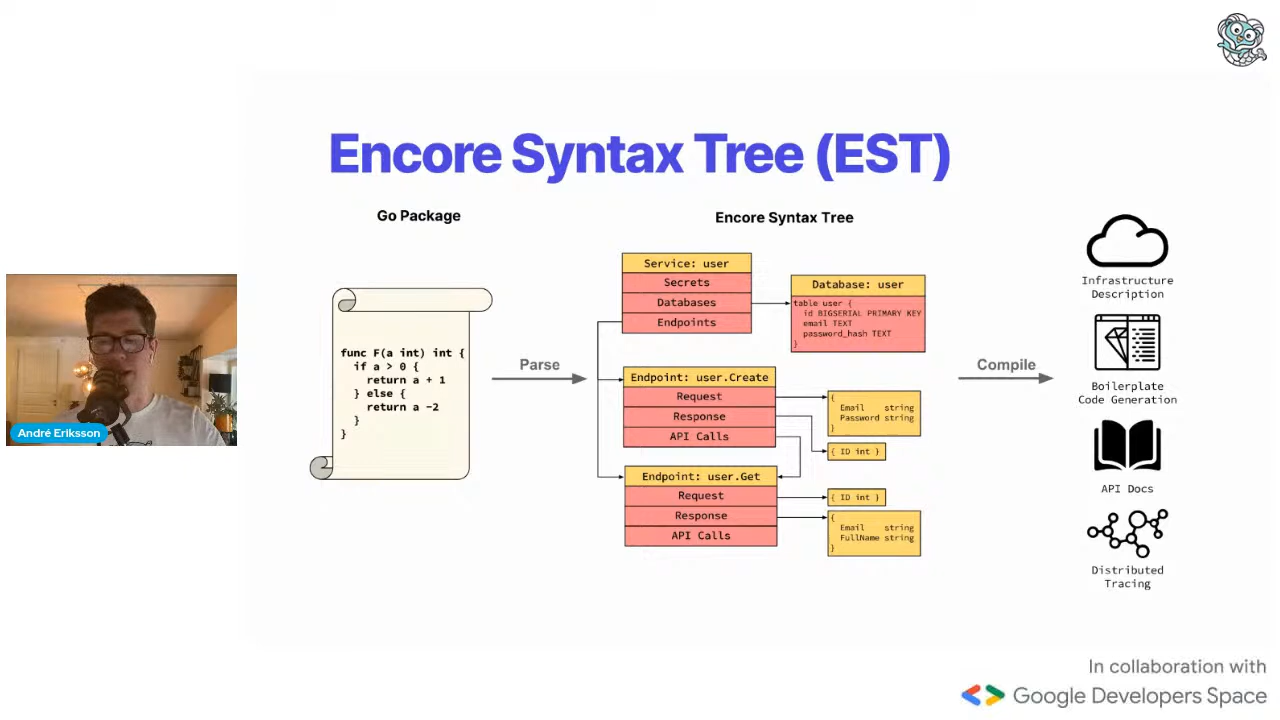 Encore Syntax Tree (EST)
Go Package
func F(a int) int {
if a > 0 {
return a + 1
} else {
return a -2
}
}
Parse
Encore Syntax Tree
Service: user
Secrets
Databases
Endpoints
Database: user
table user {
id BIGSERIAL PRIMARY KEY
email TEXT
password_hash TEXT
}
Endpoint: user.Create
Request
Response
API Calls
{
Email string
Password string
}
{ ID int }
Endpoint: user.Get
Request
Response
API Calls
{ ID int }
{
Email string
FullName string
}
Compile
Infrastructure
Description
Boilerplate
Code Generation
API Docs
Distributed
Tracing
André Eriksson
In collaboration with
Google Developers Space